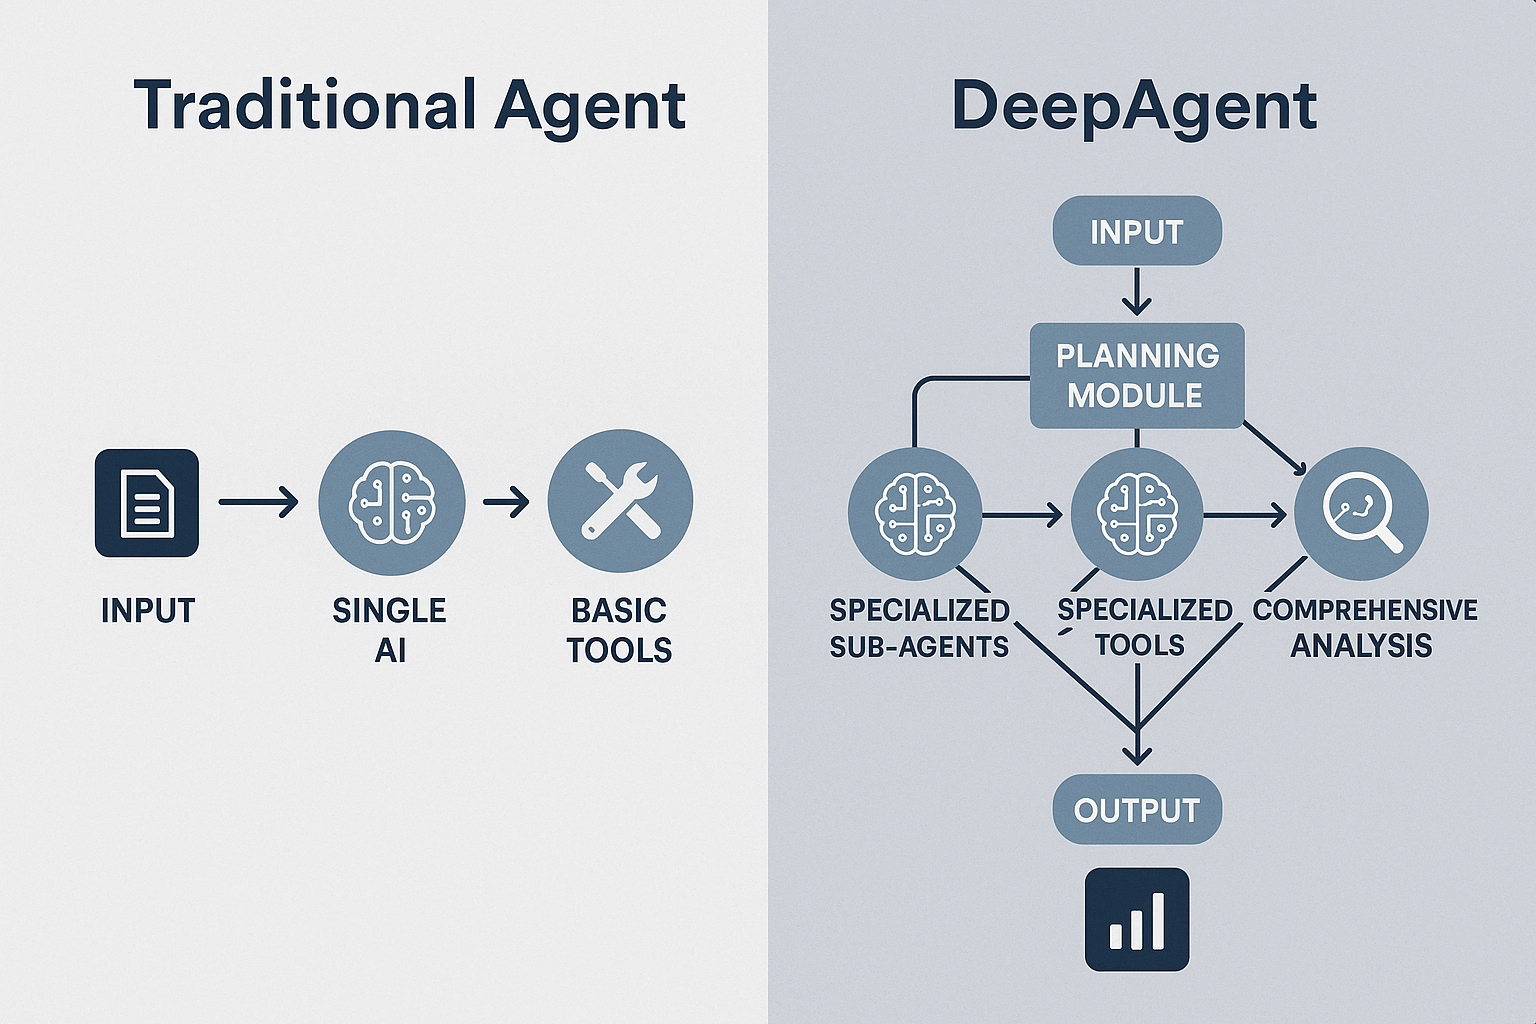 Traditional Agent
INPUT
SINGLE
AI
BASIC
TOOLS
DeepAgent
INPUT
PLANNING
MODULE
SPECIALIZED
SUB-AGENTS
SPECIALIZED
TOOLS
COMPREHENSIVE
ANALYSIS
OUTPUT